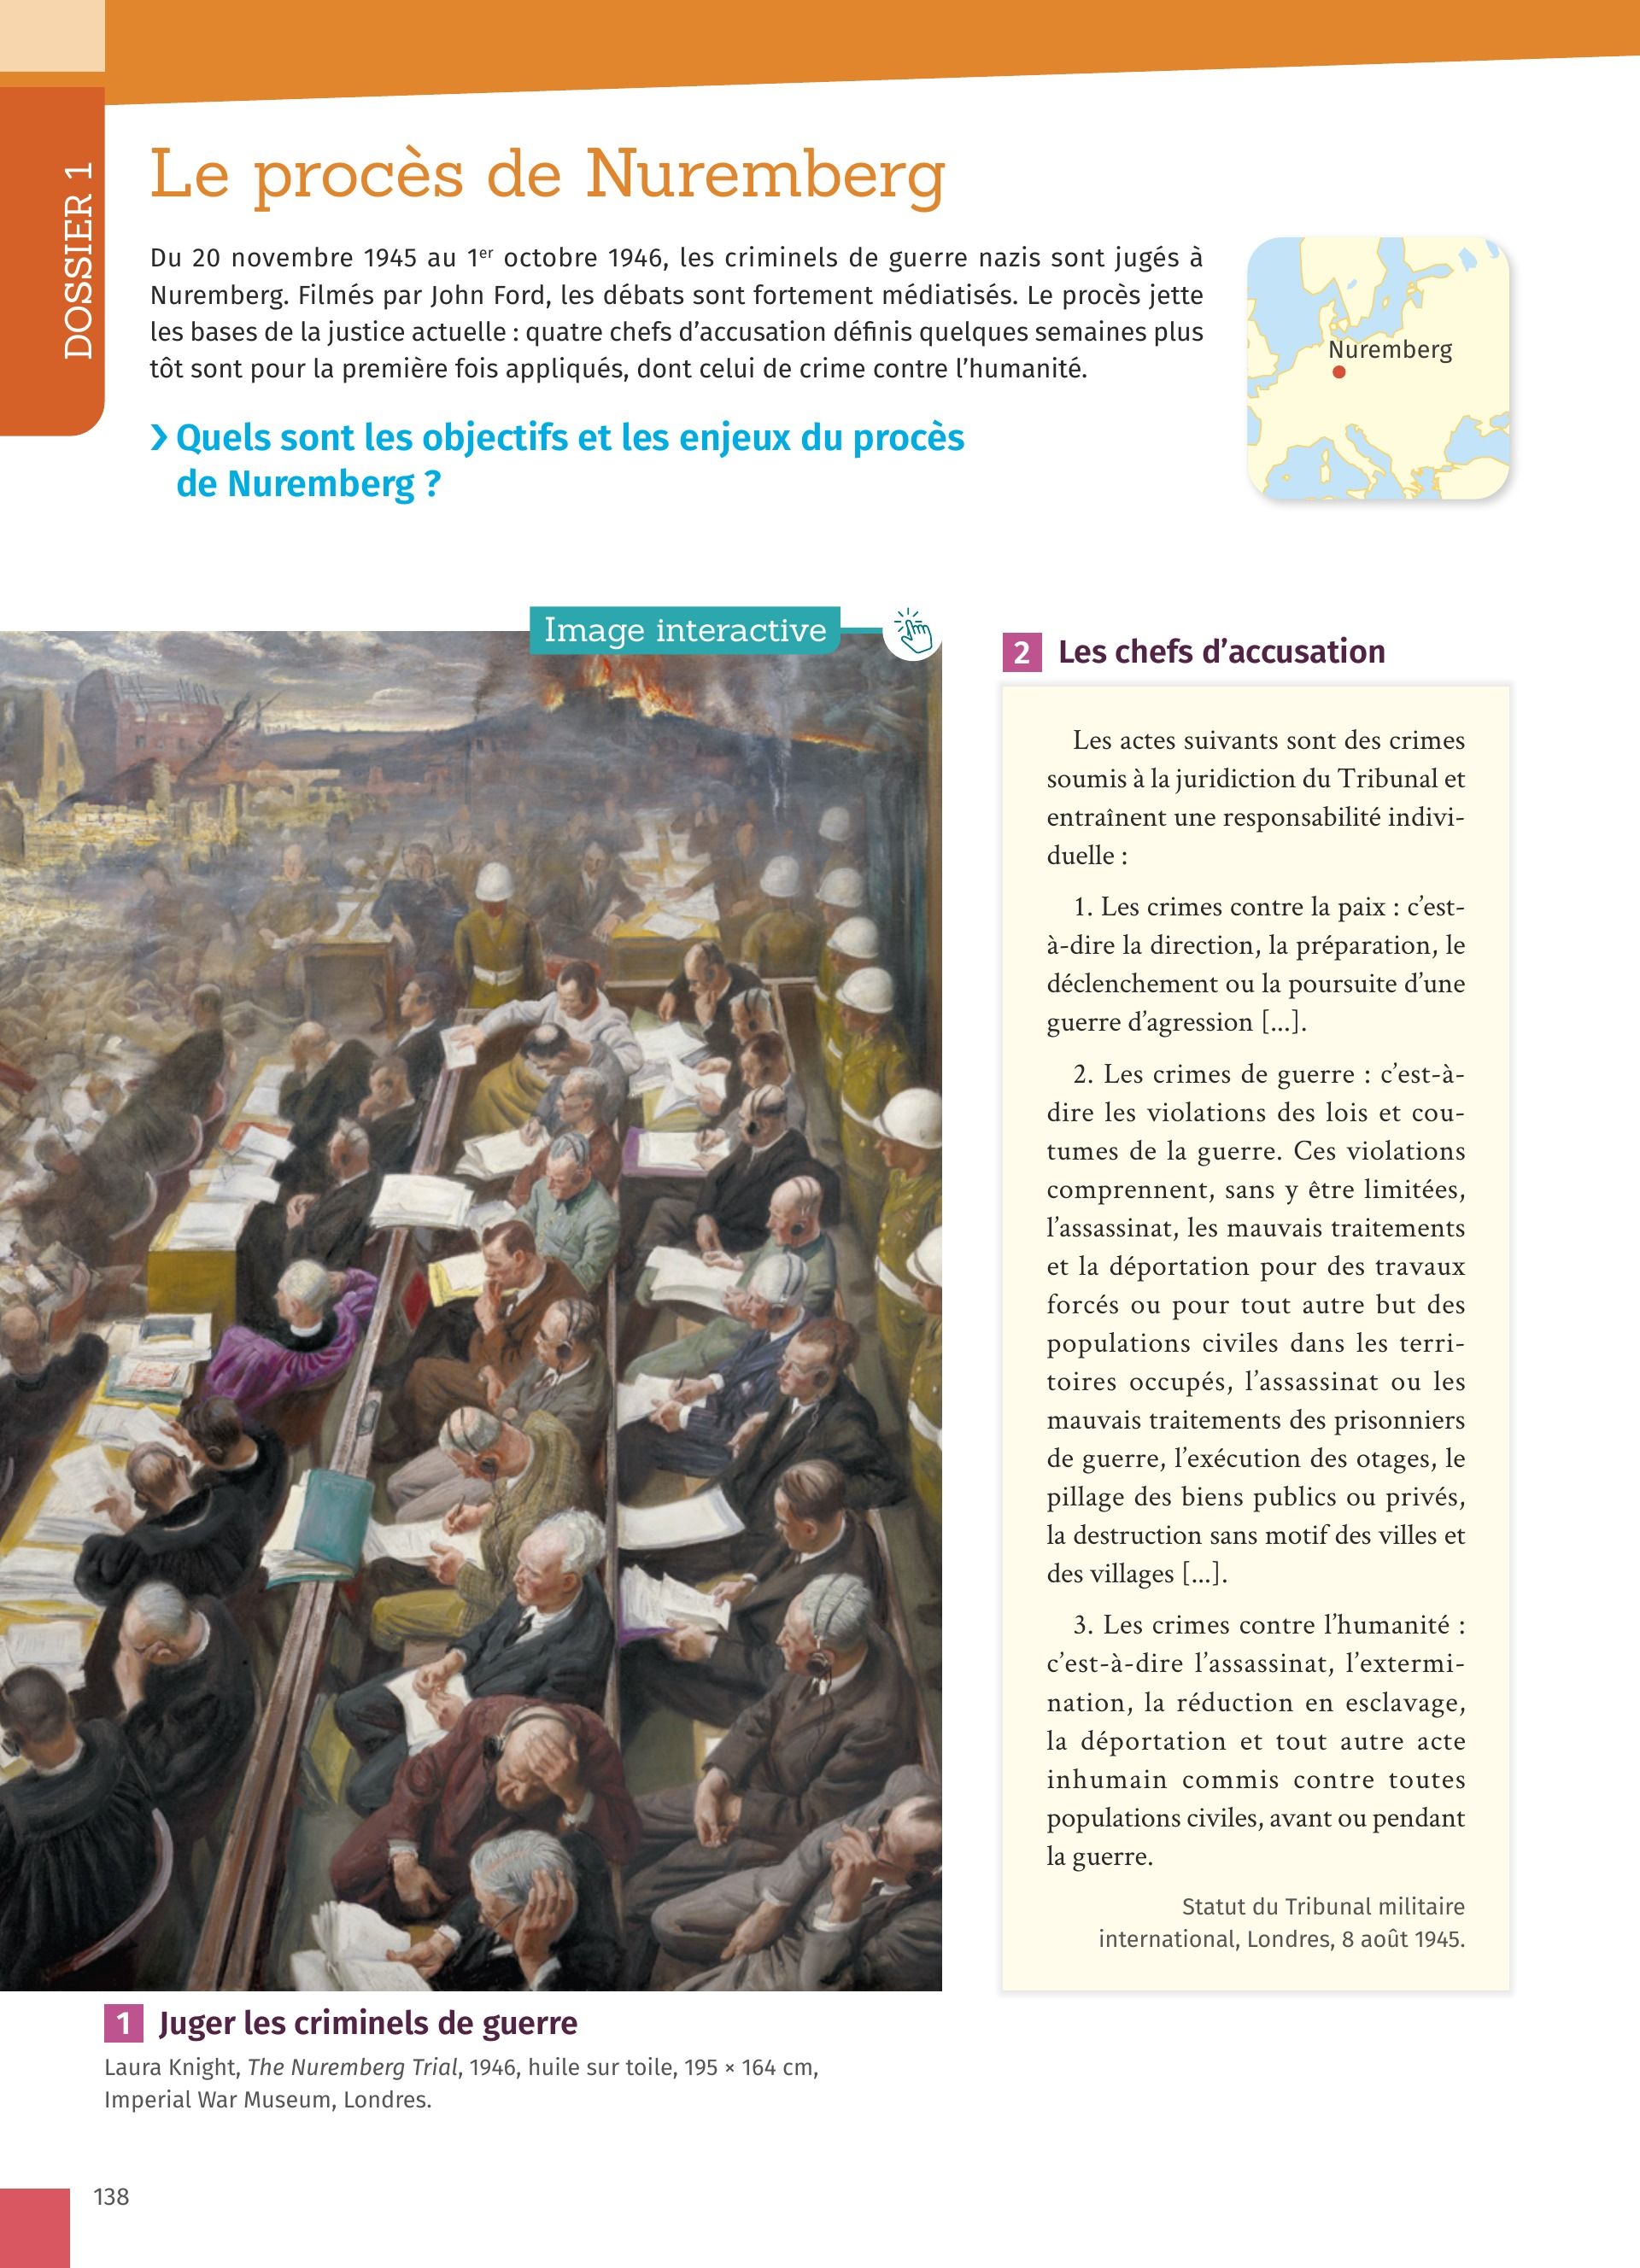 DOSSIER 1
Le procès de Nuremberg
Du 20 novembre 1945 au 1er octobre 1946, les criminels de guerre nazis sont jugés à
Nuremberg. Filmés par John Ford, les débats sont fortement médiatisés. Le procès jette
les bases de la justice actuelle : quatre chefs d’accusation définis quelques semaines plus
tôt sont pour la première fois appliqués, dont celui de crime contre l’humanité.
Nuremberg
› Quels sont les objectifs et les enjeux du procès
de Nuremberg ?
Image interactive
1 Juger les criminels de guerre
Laura Knight, The Nuremberg Trial, 1946, huile sur toile, 195 × 164 cm,
Imperial War Museum, Londres.
2 Les chefs d’accusation
Les actes suivants sont des crimes
soumis à la juridiction du Tribunal et
entraînent une responsabilité indivi-
duelle :
1. Les crimes contre la paix : c’est-
à-dire la direction, la préparation, le
déclenchement ou la poursuite d’une
guerre d’agression [...].
2. Les crimes de guerre : c’est-à-
dire les violations des lois et cou-
tumes de la guerre. Ces violations
comprennent, sans y être limitées,
l’assassinat, les mauvais traitements
et la déportation pour des travaux
forcés ou pour tout autre but des
populations civiles dans les terri-
toires occupés, l’assassinat ou les
mauvais traitements des prisonniers
de guerre, l’exécution des otages, le
pillage des biens publics ou privés,
la destruction sans motif des villes et
des villages [...].
3. Les crimes contre l’humanité :
c’est-à-dire l’assassinat, l’extermi-
nation, la réduction en esclavage,
la déportation et tout autre acte
inhumain commis contre toutes
populations civiles, avant ou pendant
la guerre.
Statut du Tribunal militaire
international, Londres, 8 août 1945.
138